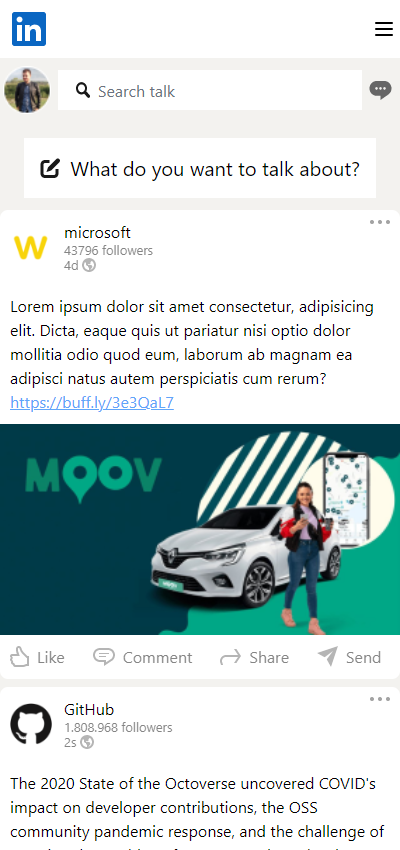 in
Search talk
What do you want to talk about?
W
microsoft
43796 followers
4d
Lorem ipsum dolor sit amet consectetur, adipisicing
elit. Dicta, eaque quis ut pariatur nisi optio dolor
mollitia odio quod eum, laborum ab magnam ea
adipisci natus autem perspiciatis cum rerum?
https://buff.ly/3e3QaL7
MOOV
MOOV
Like
Comment
Share
Send
GitHub
1.808.968 followers
2s
The 2020 State of the Octoverse uncovered COVID's
impact on developer contributions, the OSS
community pandemic response, and the challenge of